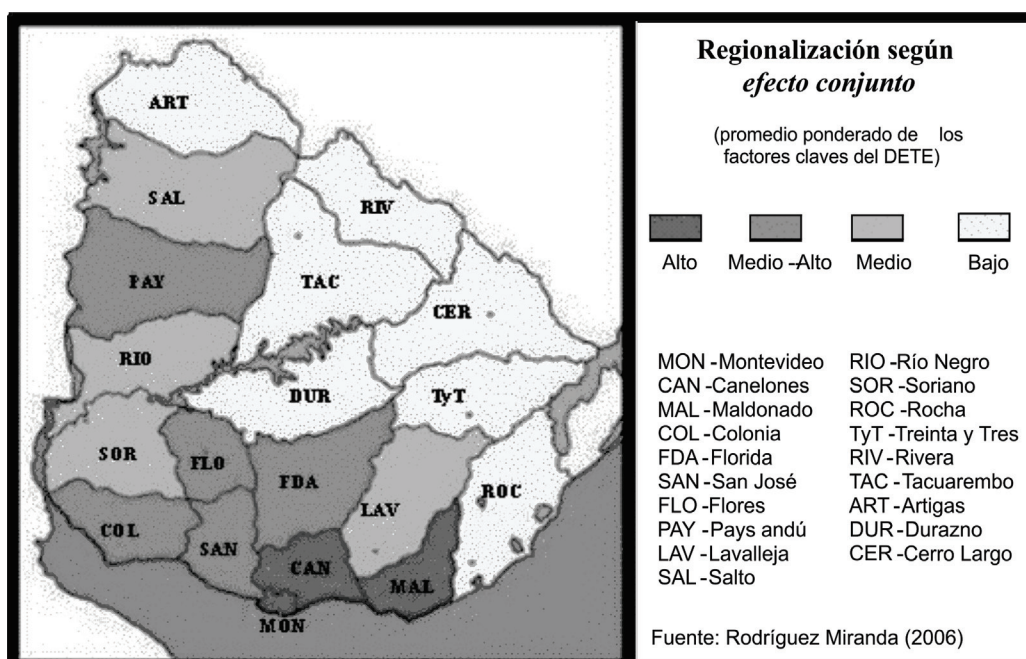 ART
SAL
RIV
PAY
TAC
CER
RIO
DUR
TyT
SOR
FLO
FDA
ROC
LAV
COL
SAN
CAN
MAL
MON
Regionalización según
efecto conjunto
(promedio ponderado de los
factores claves del DETE)
Alto Medio -Alto Medio Bajo
MON -Montevideo RIO -Río Negro
CAN -Canelones SOR -Soriano
MAL -Maldonado ROC -Rocha
COL -Colonia TyT -Treinta y Tres
FDA -Florida RIV -Rivera
SAN -San José TAC -Tacuarembo
FLO -Flores ART -Artigas
PAY -Pays andú DUR -Durazno
LAV -Lavalleja CER -Cerro Largo
SAL -Salto
Fuente: Rodríguez Miranda (2006)